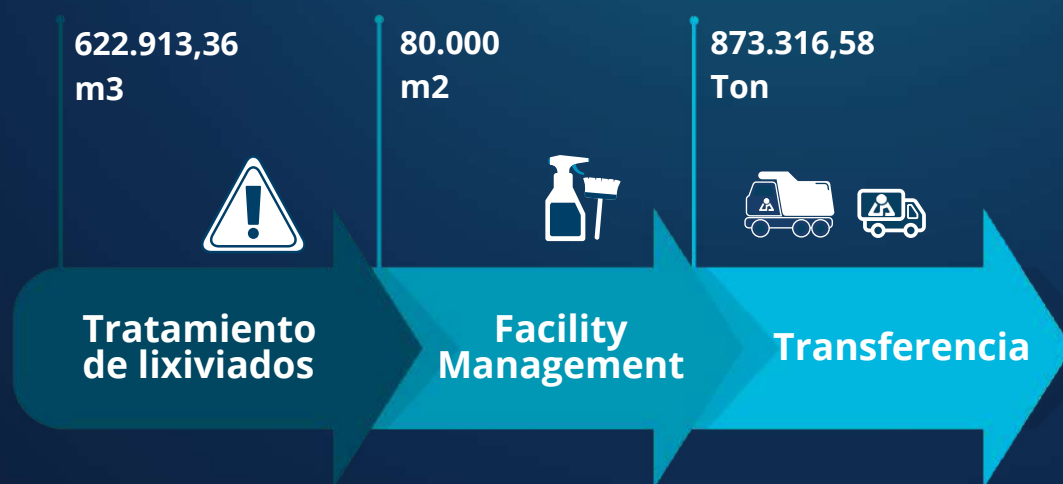 622.913,36
m3
80.000
m2
873.316,58
Ton
Tratamiento
de lixiviados
Facility
Management
Transferencia